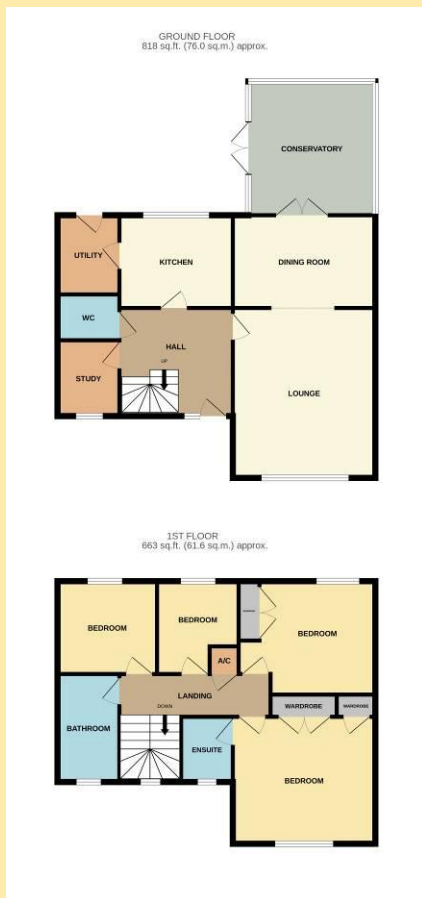 GROUND FLOOR
818 sq.ft. (76.0 sq.m.) approx.
CONSERVATORY
UTILITY
KITCHEN
DINING ROOM
WC
HALL
UP
STUDY
LOUNGE
1ST FLOOR
663 sq.ft. (61.6 sq.m.) approx.
BEDROOM
BEDROOM
BEDROOM
A/C
LANDING
DOWN
WARDROBE
WARDROBE
BATHROOM
ENSUITE
BEDROOM